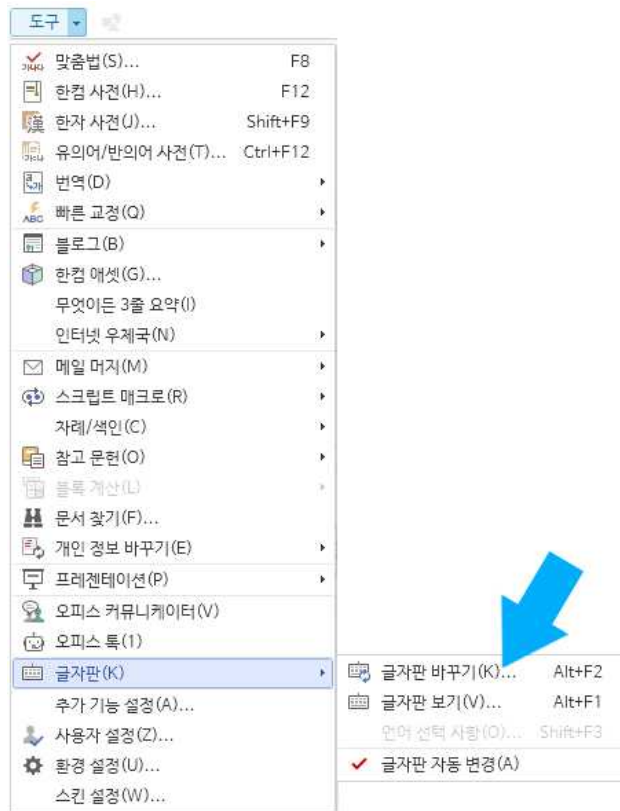 도구
맞춤법(S)... F8
한컴 사전(H)... F12
한자 사전(J)... Shift+F9
유의어/반의어 사전(T)... Ctrl+F12
번역(D)
빠른 교정(Q)
블로그(B)
한컴 애셋(G)...
무엇이든 3줄 요약(I)
인터넷 우체국(N)
메일 머지(M)
스크립트 매크로(R)
차례/색인(C)
참고 문헌(O)
블록 계산(L)
문서 찾기(F)...
개인 정보 바꾸기(E)
프레젠테이션(P)
오피스 커뮤니케이터(V)
오피스 톡(1)
글자판(K)
글자판 바꾸기(K)... Alt+F2
글자판 보기(V)... Alt+F1
언어 선택 사항(O)... Shift+F3
글자판 자동 변경(A)
추가 기능 설정(A)...
사용자 설정(Z)...
환경 설정(U)...
스킨 설정(W)...